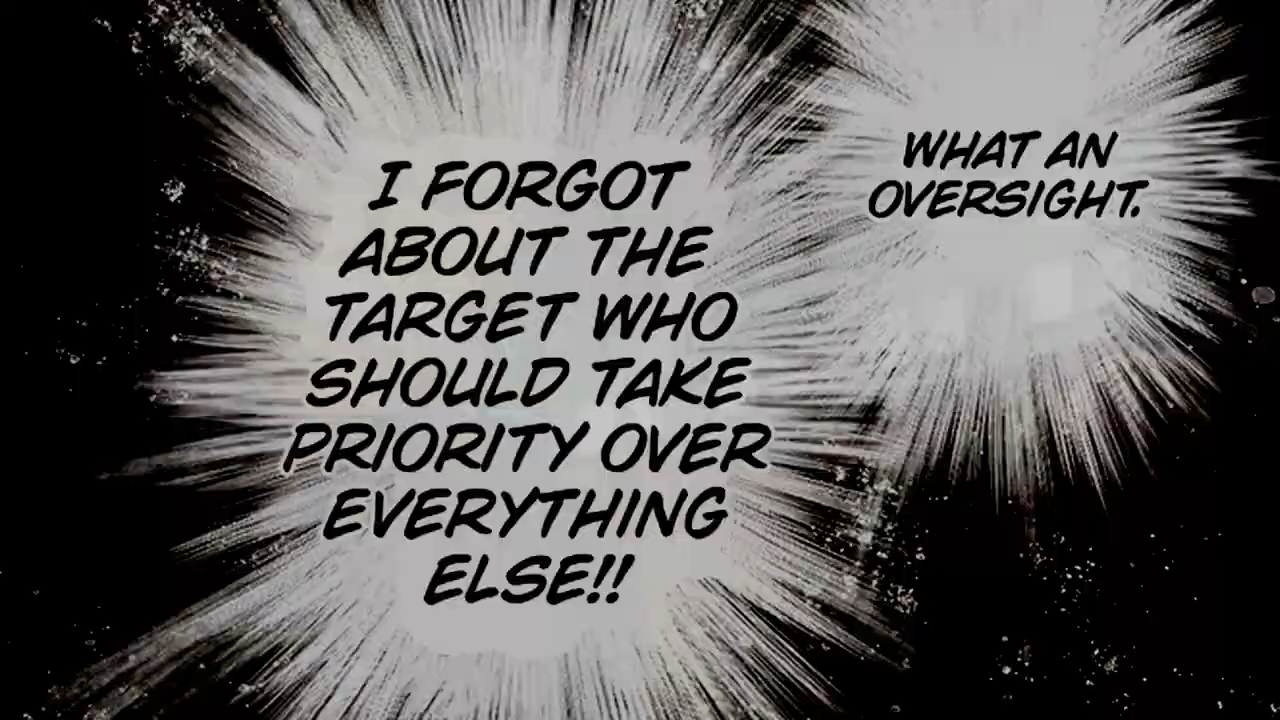 WHAT AN
OVERSIGHT.
I FORGOT
ABOUT THE
TARGET WHO
SHOULD TAKE
PRIORITY OVER
EVERYTHING
ELSE!!